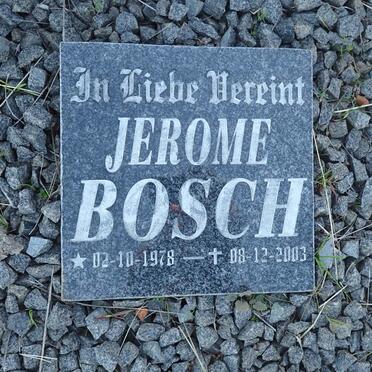 In Liebe Vereint
JEROME
BOSCH
★ 02-10-1978 — ✝ 08-12-2003